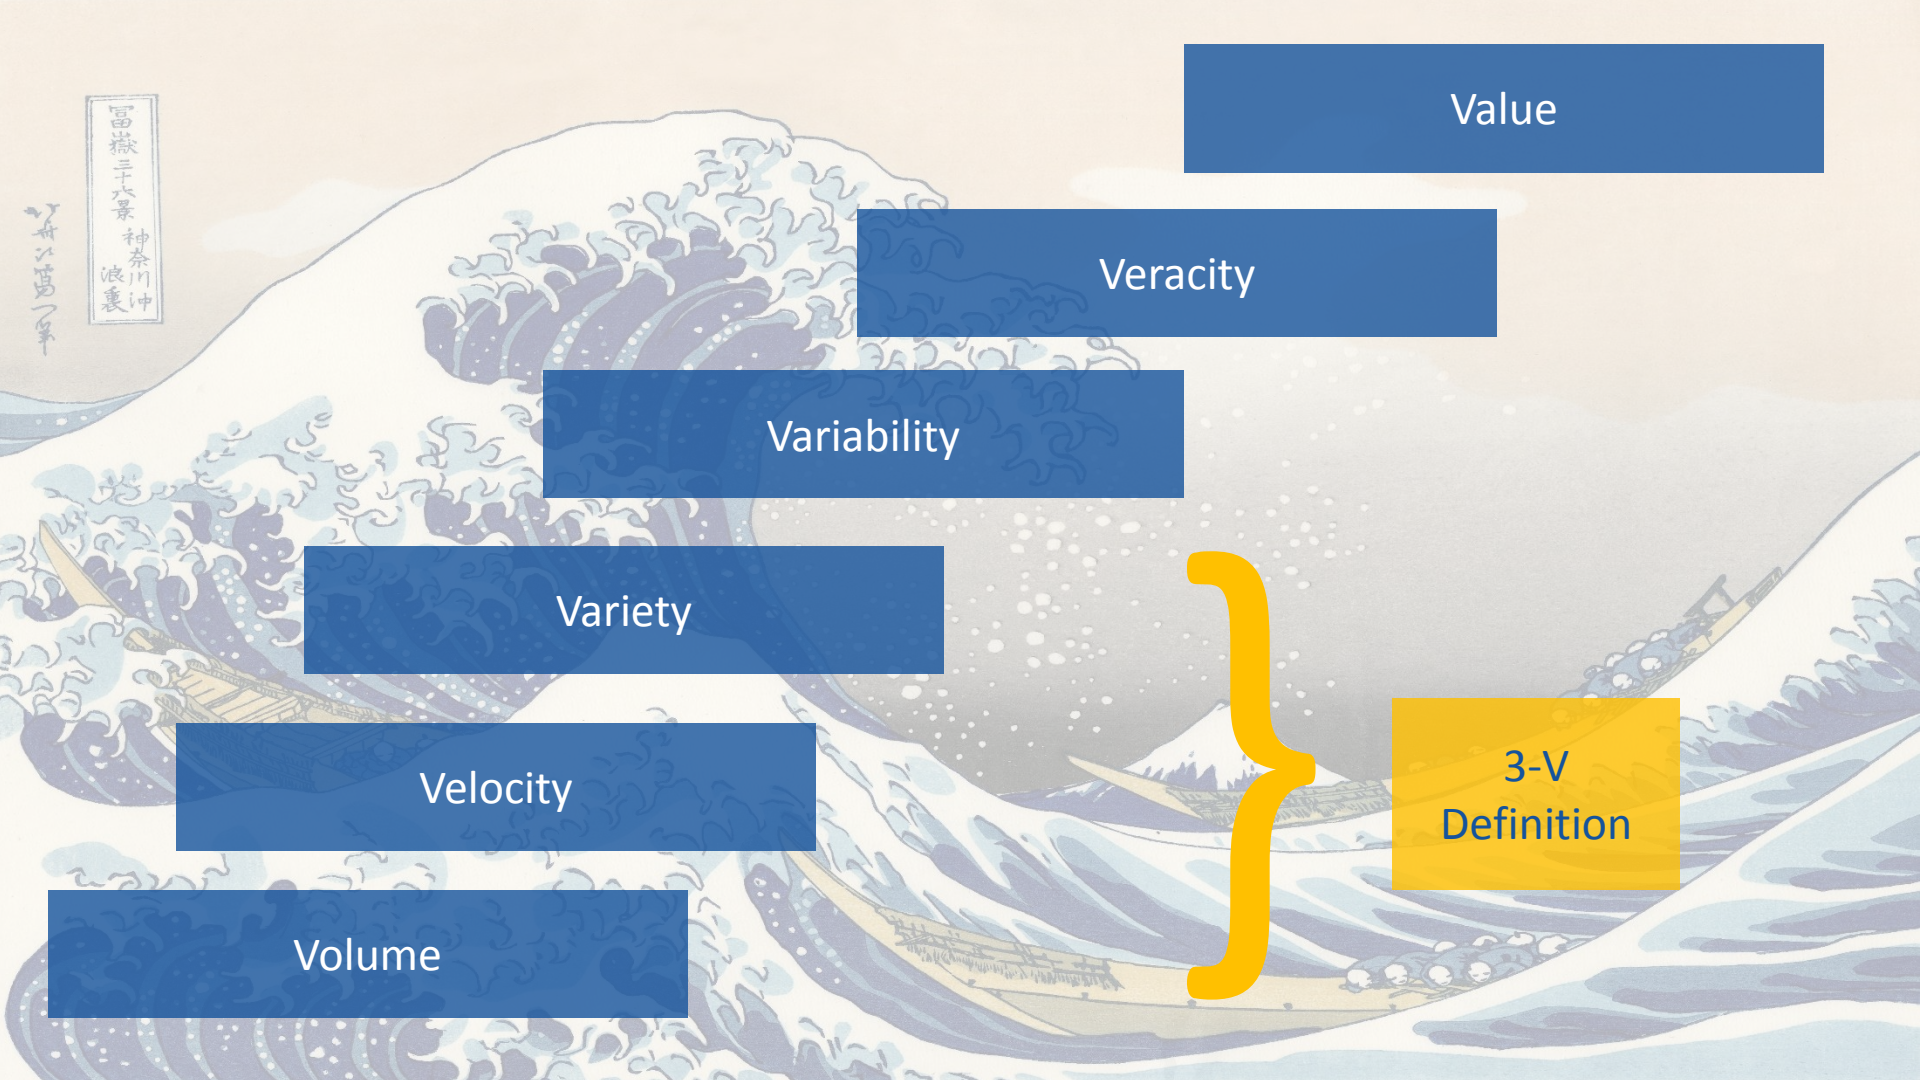 Value
冨嶽三十六景
神奈川沖
浪裏
Veracity
Variability
Variety
Velocity
3-V
Definition
Volume